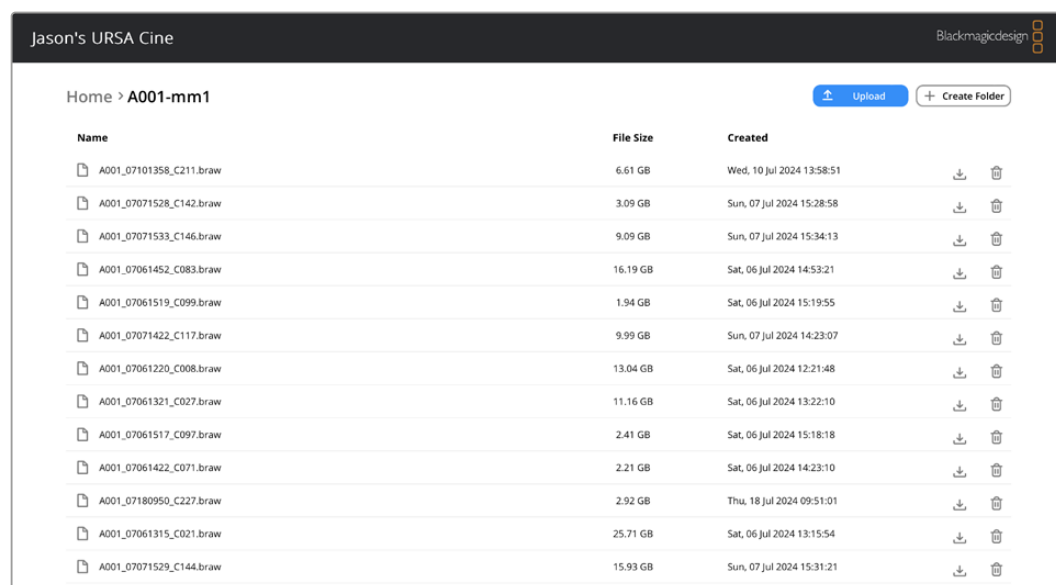 Jason's URSA Cine
Blackmagicdesign
Home > A001-mm1
Upload
+ Create Folder
Name File Size Created
A001_07101358_C211.braw 6.61 GB Wed, 10 Jul 2024 13:58:51
A001_07071528_C142.braw 3.09 GB Sun, 07 Jul 2024 15:28:58
A001_07071533_C146.braw 9.09 GB Sun, 07 Jul 2024 15:34:13
A001_07061452_C083.braw 16.19 GB Sat, 06 Jul 2024 14:53:21
A001_07061519_C099.braw 1.94 GB Sat, 06 Jul 2024 15:19:55
A001_07071422_C117.braw 9.99 GB Sun, 07 Jul 2024 14:23:07
A001_07061220_C008.braw 13.04 GB Sat, 06 Jul 2024 12:21:48
A001_07061321_C027.braw 11.16 GB Sat, 06 Jul 2024 13:22:10
A001_07061517_C097.braw 2.41 GB Sat, 06 Jul 2024 15:18:18
A001_07061422_C071.braw 2.21 GB Sat, 06 Jul 2024 14:23:10
A001_07180950_C227.braw 2.92 GB Thu, 18 Jul 2024 09:51:01
A001_07061315_C021.braw 25.71 GB Sat, 06 Jul 2024 13:15:54
A001_07071529_C144.braw 15.93 GB Sun, 07 Jul 2024 15:31:21